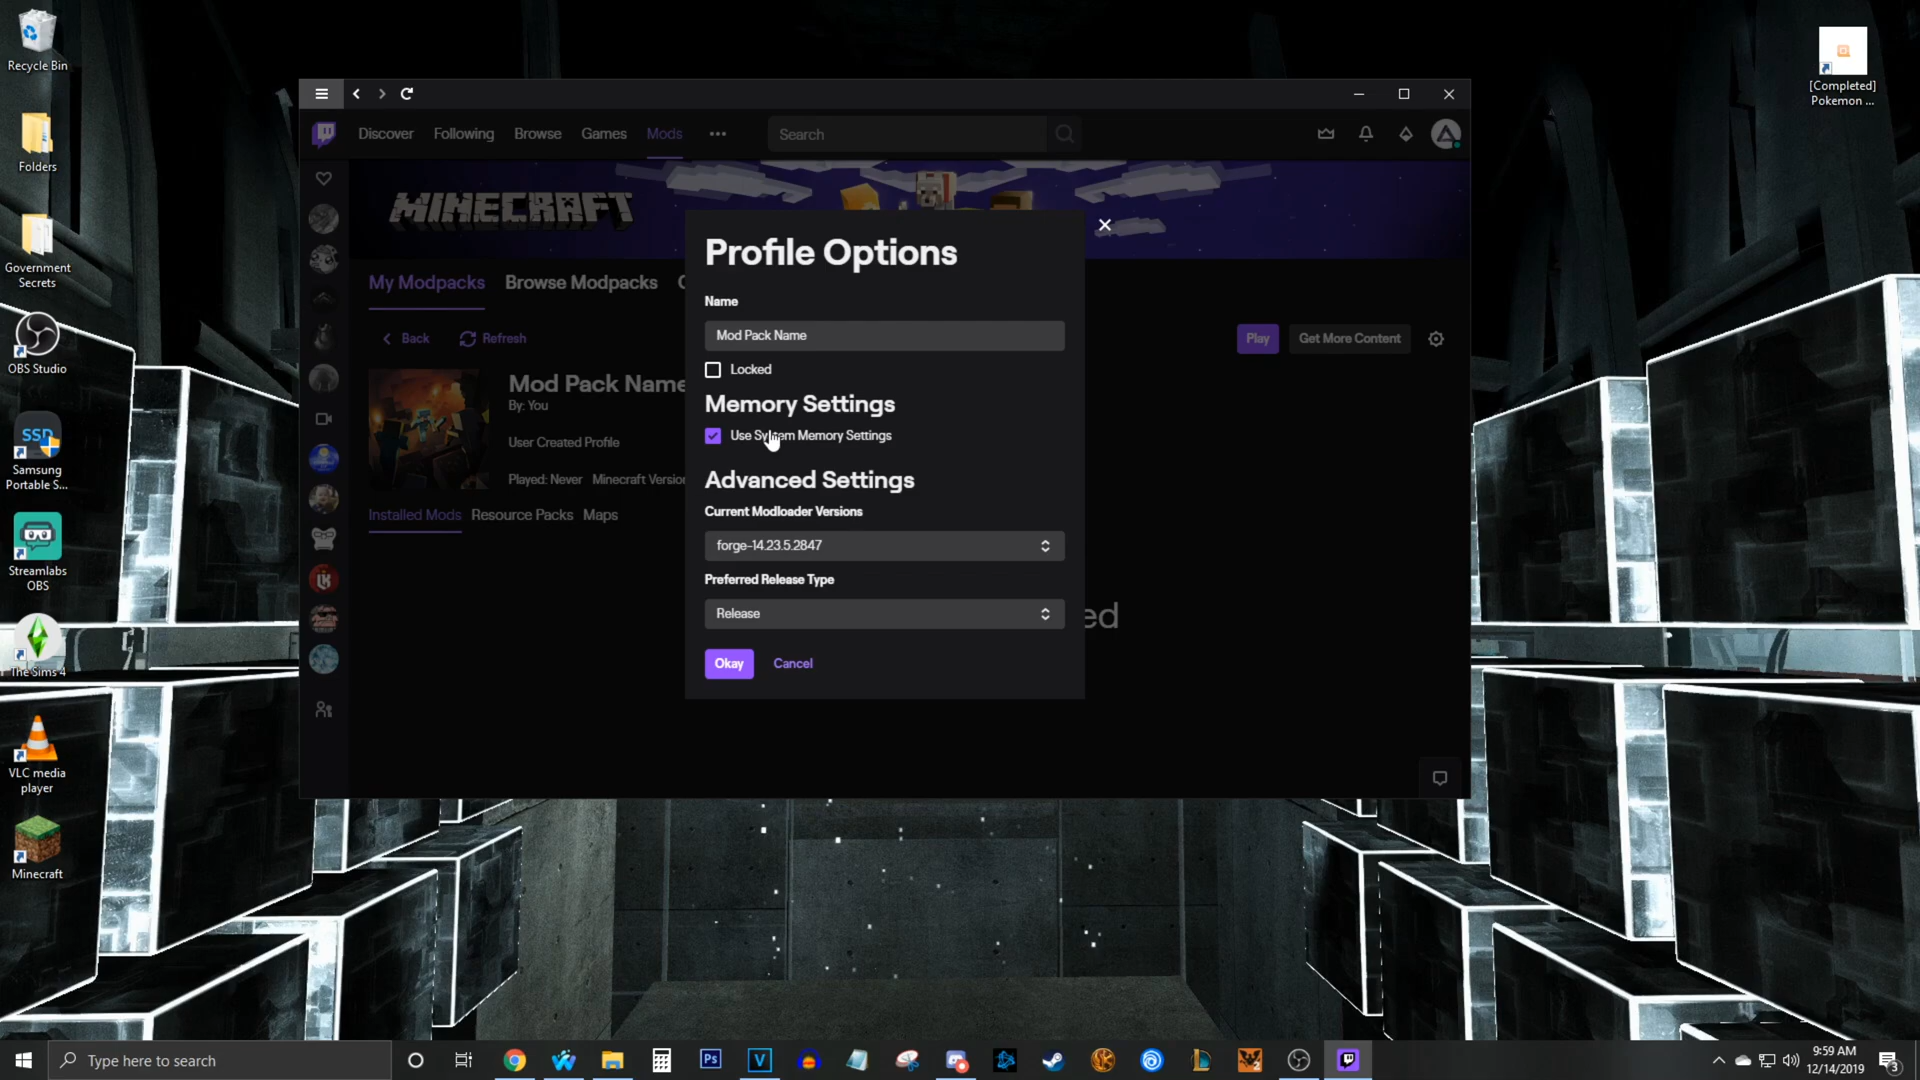 Recycle Bin
Folders
Government
Secrets
OBS Studio
SSD
Samsung
Portable S...
Streamlabs
OBS
The Sims 4
VLC media
player
Minecraft
[Completed]
Pokemon ...
Discover
Following
Browse
Games
Mods
Search
MINECRAFT
My Modpacks
Browse Modpacks
Back
Refresh
Play
Get More Content
Mod Pack Name
By: You
User Created Profile
Played: Never
Minecraft Version
Installed Mods
Resource Packs
Maps
Profile Options
Name
Mod Pack Name
Locked
Memory Settings
Use System Memory Settings
Advanced Settings
Current Modloader Versions
forge-14.23.5.2847
Preferred Release Type
Release
Okay
Cancel
ed
Type here to search
Ps
V
2
9:59 AM
12/14/2019
3